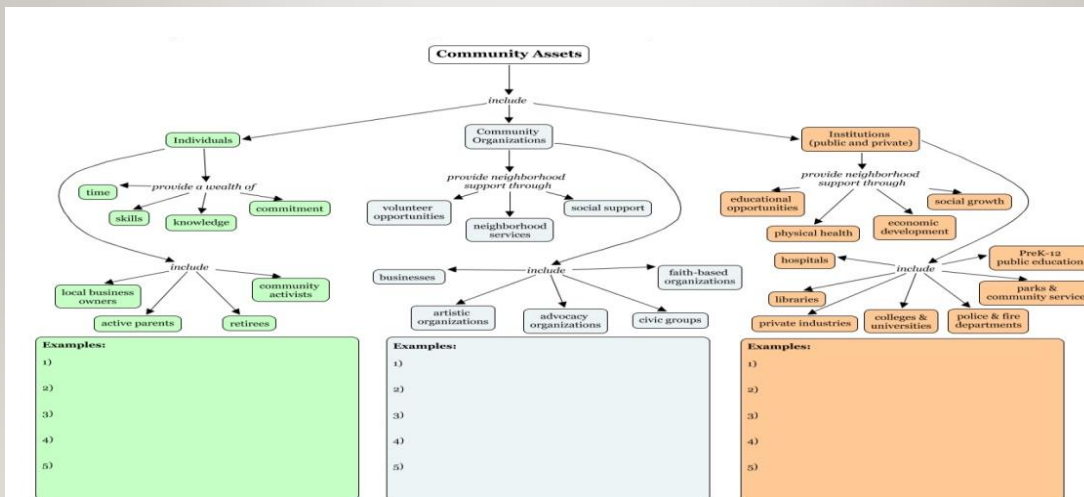 Community Assets
include
Individuals
Community
Organizations
Institutions
(public and private)
provide a wealth of
time
skills
knowledge
commitment
provide neighborhood
support through
volunteer
opportunities
neighborhood
services
social support
provide neighborhood
support through
educational
opportunities
physical health
economic
development
social growth
include
local business
owners
active parents
retirees
community
activists
include
businesses
artistic
organizations
advocacy
organizations
civic groups
faith-based
organizations
include
hospitals
libraries
private industries
colleges &
universities
police & fire
departments
parks &
community service
PreK-12
public education
Examples:
1)
2)
3)
4)
5)
Examples:
1)
2)
3)
4)
5)
Examples:
1)
2)
3)
4)
5)